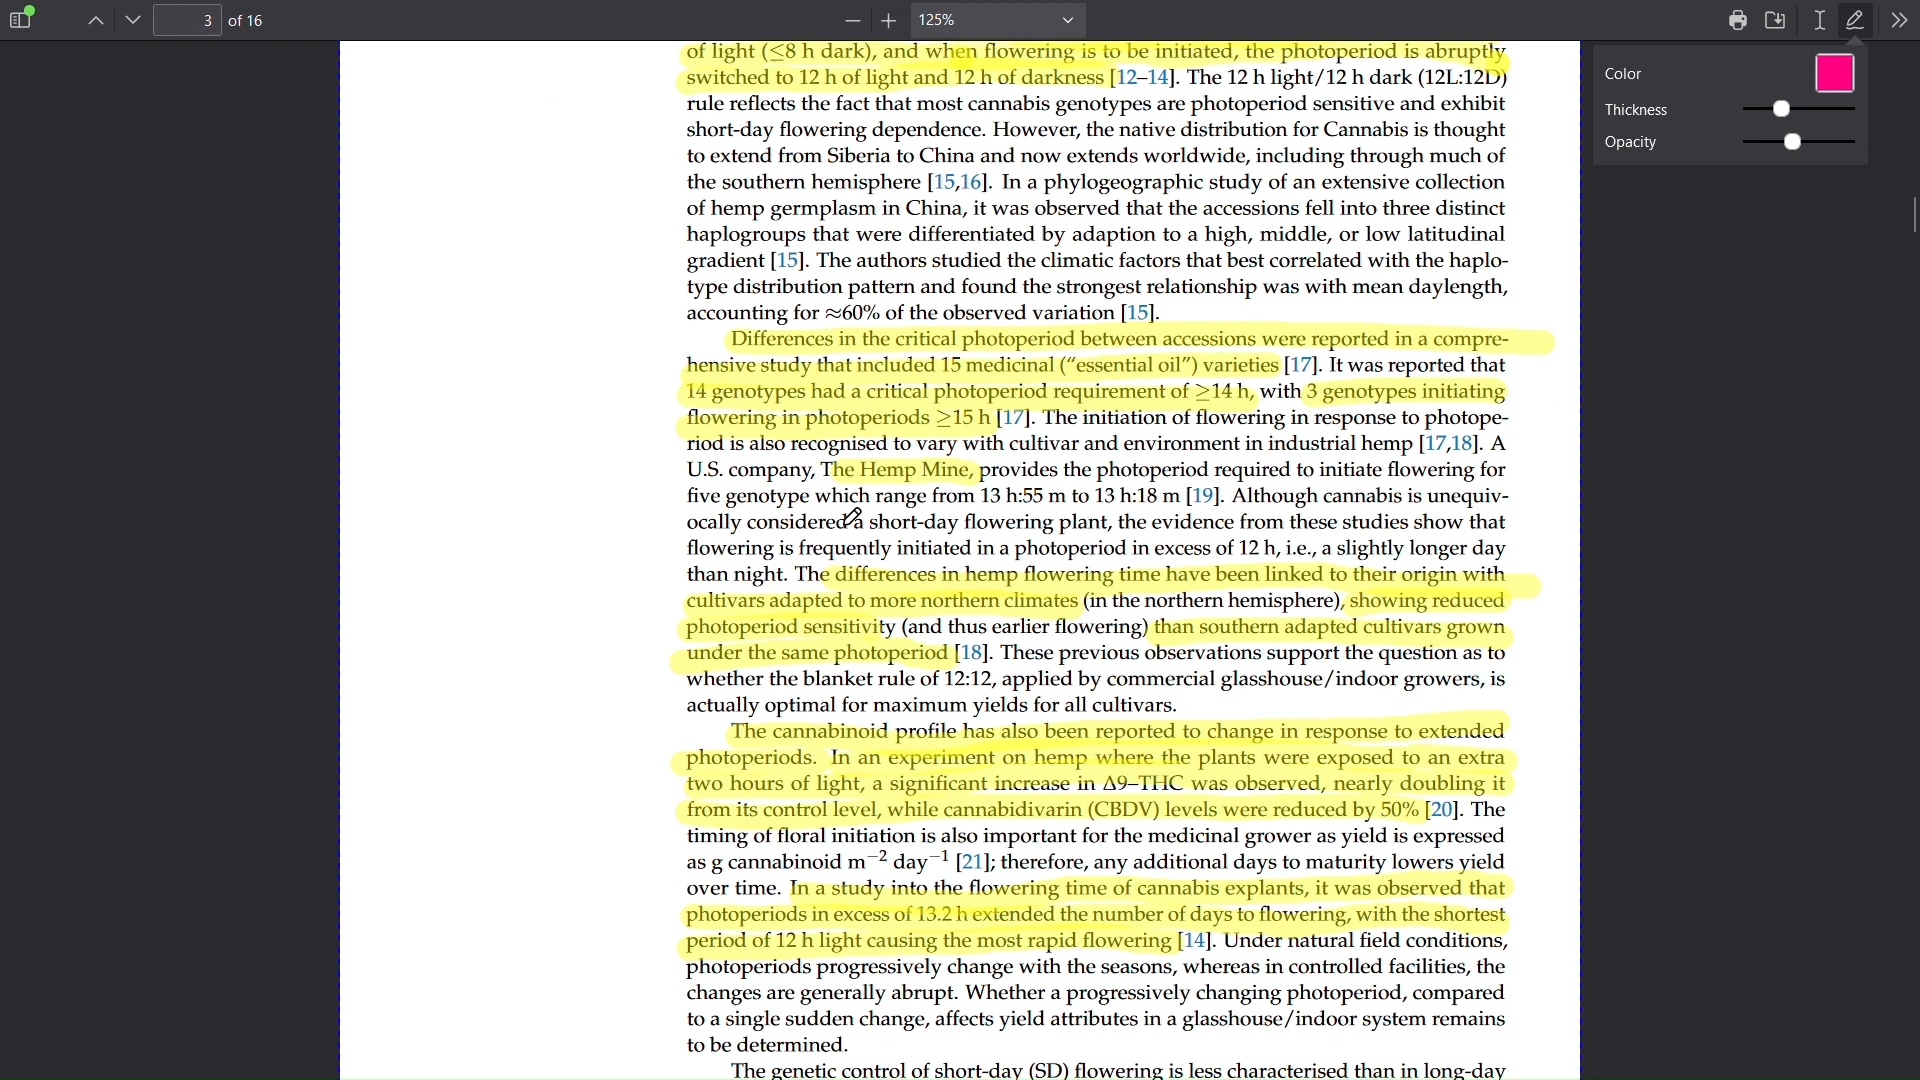 3 of 16
125%
Color
Thickness
Opacity
of light (≤8 h dark), and when flowering is to be initiated, the photoperiod is abruptly
switched to 12 h of light and 12 h of darkness [12–14]. The 12 h light/12 h dark (12L:12D)
rule reflects the fact that most cannabis genotypes are photoperiod sensitive and exhibit
short-day flowering dependence. However, the native distribution for Cannabis is thought
to extend from Siberia to China and now extends worldwide, including through much of
the southern hemisphere [15,16]. In a phylogeographic study of an extensive collection
of hemp germplasm in China, it was observed that the accessions fell into three distinct
haplogroups that were differentiated by adaption to a high, middle, or low latitudinal
gradient [15]. The authors studied the climatic factors that best correlated with the haplo-
type distribution pattern and found the strongest relationship was with mean daylength,
accounting for ≈60% of the observed variation [15].
Differences in the critical photoperiod between accessions were reported in a compre-
hensive study that included 15 medicinal (“essential oil”) varieties [17]. It was reported that
14 genotypes had a critical photoperiod requirement of ≥14 h, with 3 genotypes initiating
flowering in photoperiods ≥15 h [17]. The initiation of flowering in response to photope-
riod is also recognised to vary with cultivar and environment in industrial hemp [17,18]. A
U.S. company, The Hemp Mine, provides the photoperiod required to initiate flowering for
five genotype which range from 13 h:55 m to 13 h:18 m [19]. Although cannabis is unequiv-
ocally considered a short-day flowering plant, the evidence from these studies show that
flowering is frequently initiated in a photoperiod in excess of 12 h, i.e., a slightly longer day
than night. The differences in hemp flowering time have been linked to their origin with
cultivars adapted to more northern climates (in the northern hemisphere), showing reduced
photoperiod sensitivity (and thus earlier flowering) than southern adapted cultivars grown
under the same photoperiod [18]. These previous observations support the question as to
whether the blanket rule of 12:12, applied by commercial glasshouse/indoor growers, is
actually optimal for maximum yields for all cultivars.
The cannabinoid profile has also been reported to change in response to extended
photoperiods. In an experiment on hemp where the plants were exposed to an extra
two hours of light, a significant increase in Δ9–THC was observed, nearly doubling it
from its control level, while cannabidivarin (CBDV) levels were reduced by 50% [20]. The
timing of floral initiation is also important for the medicinal grower as yield is expressed
as g cannabinoid m⁻² day⁻¹ [21]; therefore, any additional days to maturity lowers yield
over time. In a study into the flowering time of cannabis explants, it was observed that
photoperiods in excess of 13.2 h extended the number of days to flowering, with the shortest
period of 12 h light causing the most rapid flowering [14]. Under natural field conditions,
photoperiods progressively change with the seasons, whereas in controlled facilities, the
changes are generally abrupt. Whether a progressively changing photoperiod, compared
to a single sudden change, affects yield attributes in a glasshouse/indoor system remains
to be determined.
The genetic control of short-day (SD) flowering is less characterised than in long-day